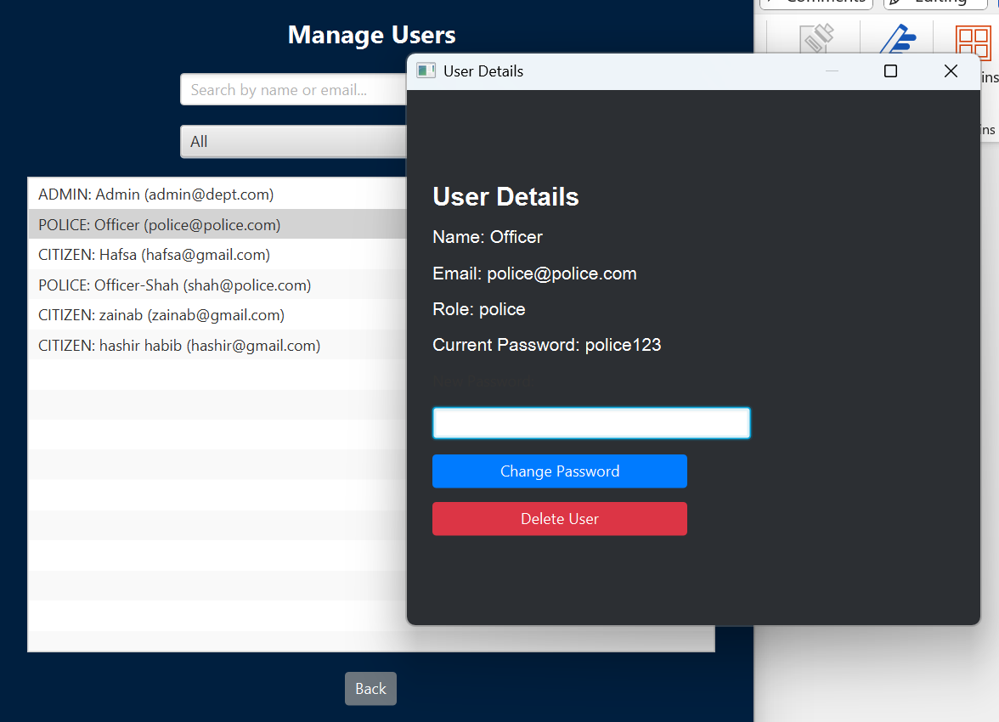 Manage Users
Search by name or email...
All
ADMIN: Admin (admin@dept.com)
POLICE: Officer (police@police.com)
CITIZEN: Hafsa (hafsa@gmail.com)
POLICE: Officer-Shah (shah@police.com)
CITIZEN: zainab (zainab@gmail.com)
CITIZEN: hashir habib (hashir@gmail.com)
Back
User Details
User Details
Name: Officer
Email: police@police.com
Role: police
Current Password: police123
Change Password
Delete User
Comments
Editing
ins
ins